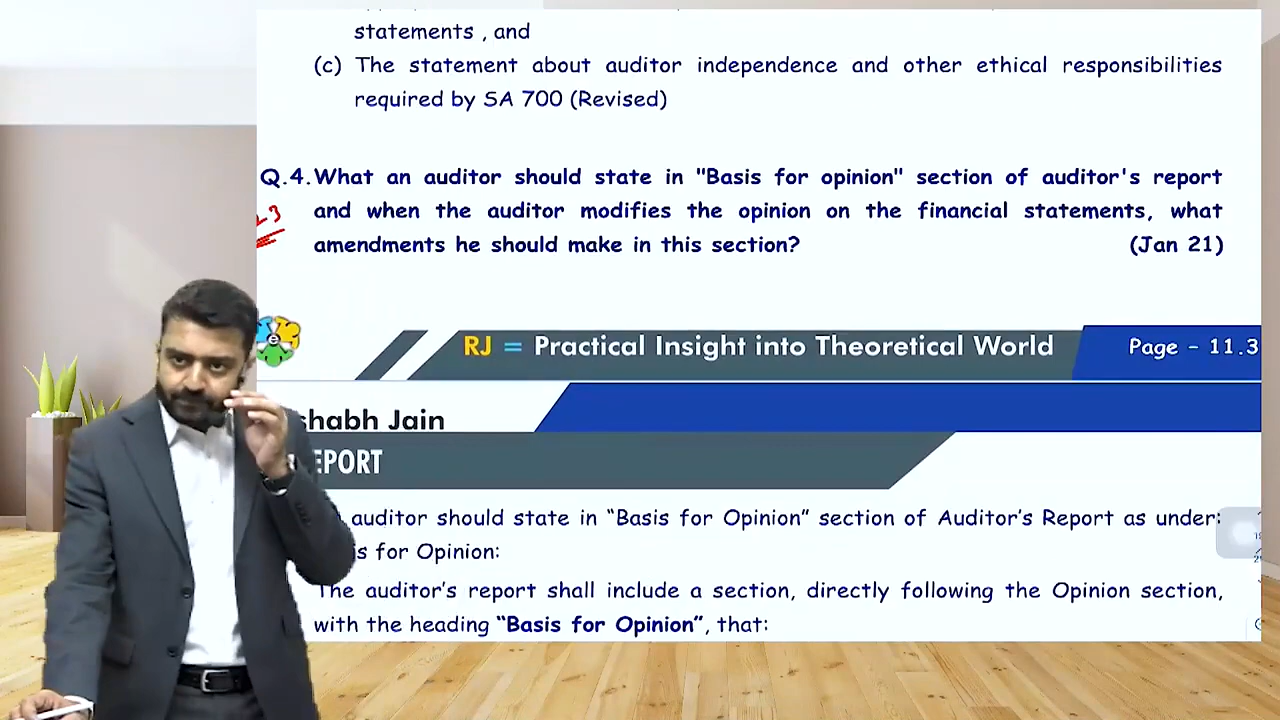 statements , and
(c) The statement about auditor independence and other ethical responsibilities
required by SA 700 (Revised)
Q.4. What an auditor should state in "Basis for opinion" section of auditor's report
and when the auditor modifies the opinion on the financial statements, what
amendments he should make in this section? (Jan 21)
RJ = Practical Insight into Theoretical World Page - 11.3
shabh Jain
EPORT
auditor should state in “Basis for Opinion” section of Auditor’s Report as under:
is for Opinion:
The auditor’s report shall include a section, directly following the Opinion section,
with the heading “Basis for Opinion”, that: